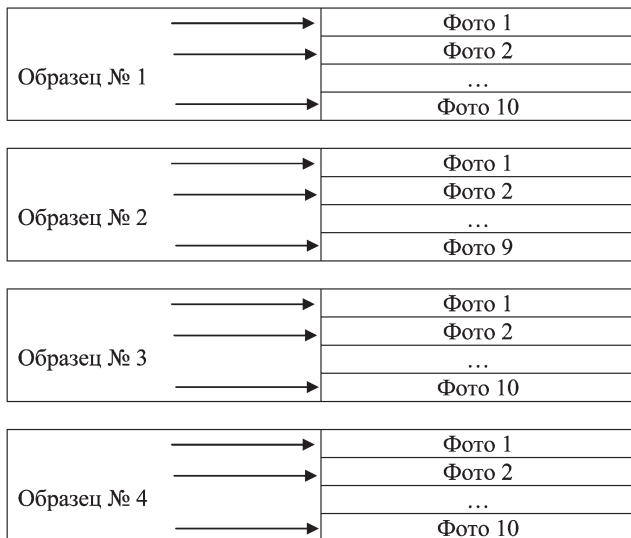 Фото 1
Фото 2
Образец № 1
...
Фото 10
Фото 1
Фото 2
Образец № 2
...
Фото 9
Фото 1
Фото 2
Образец № 3
...
Фото 10
Фото 1
Фото 2
Образец № 4
...
Фото 10